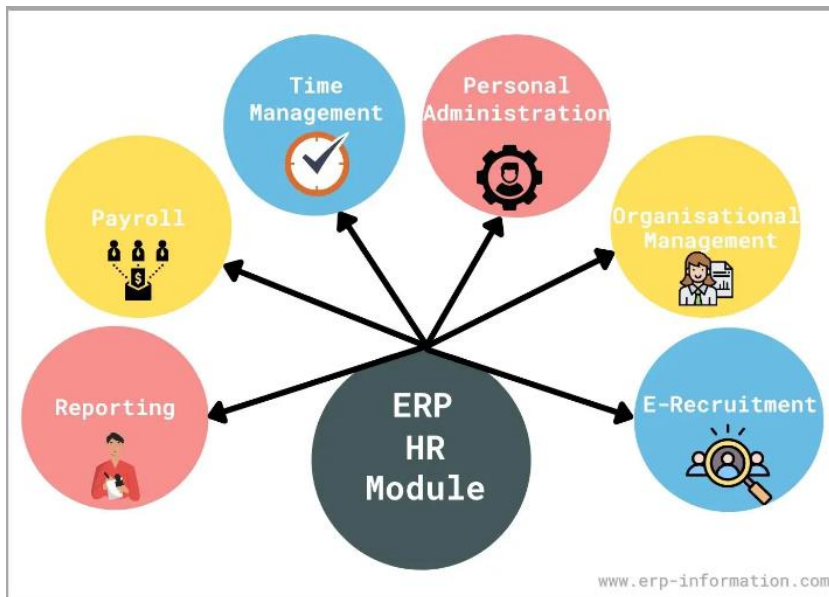 Time
Management
Personal
Administration
Payroll
Organisational
Management
Reporting
E-Recruitment
ERP
HR
Module
$
www.erp-information.com